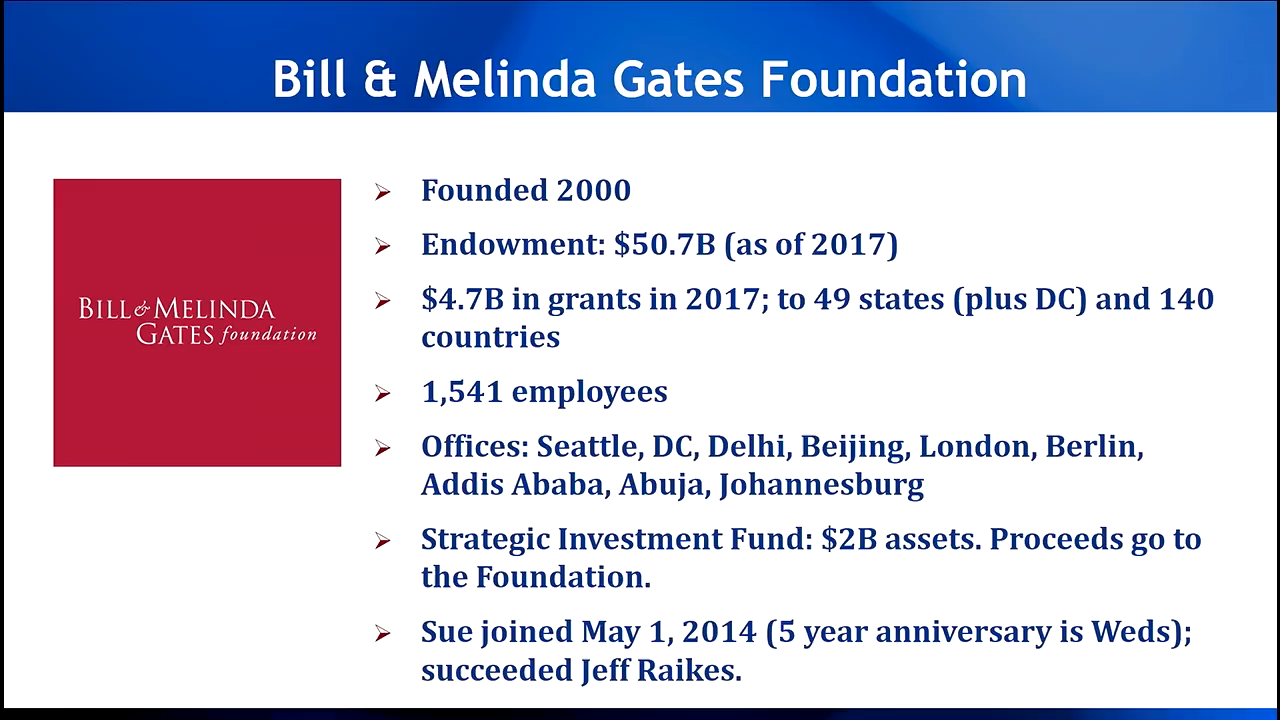 Bill & Melinda Gates Foundation
BILL & MELINDA
GATES foundation
Founded 2000
Endowment: $50.7B (as of 2017)
$4.7B in grants in 2017; to 49 states (plus DC) and 140
countries
1,541 employees
Offices: Seattle, DC, Delhi, Beijing, London, Berlin,
Addis Ababa, Abuja, Johannesburg
Strategic Investment Fund: $2B assets. Proceeds go to
the Foundation.
Sue joined May 1, 2014 (5 year anniversary is Weds);
succeeded Jeff Raikes.